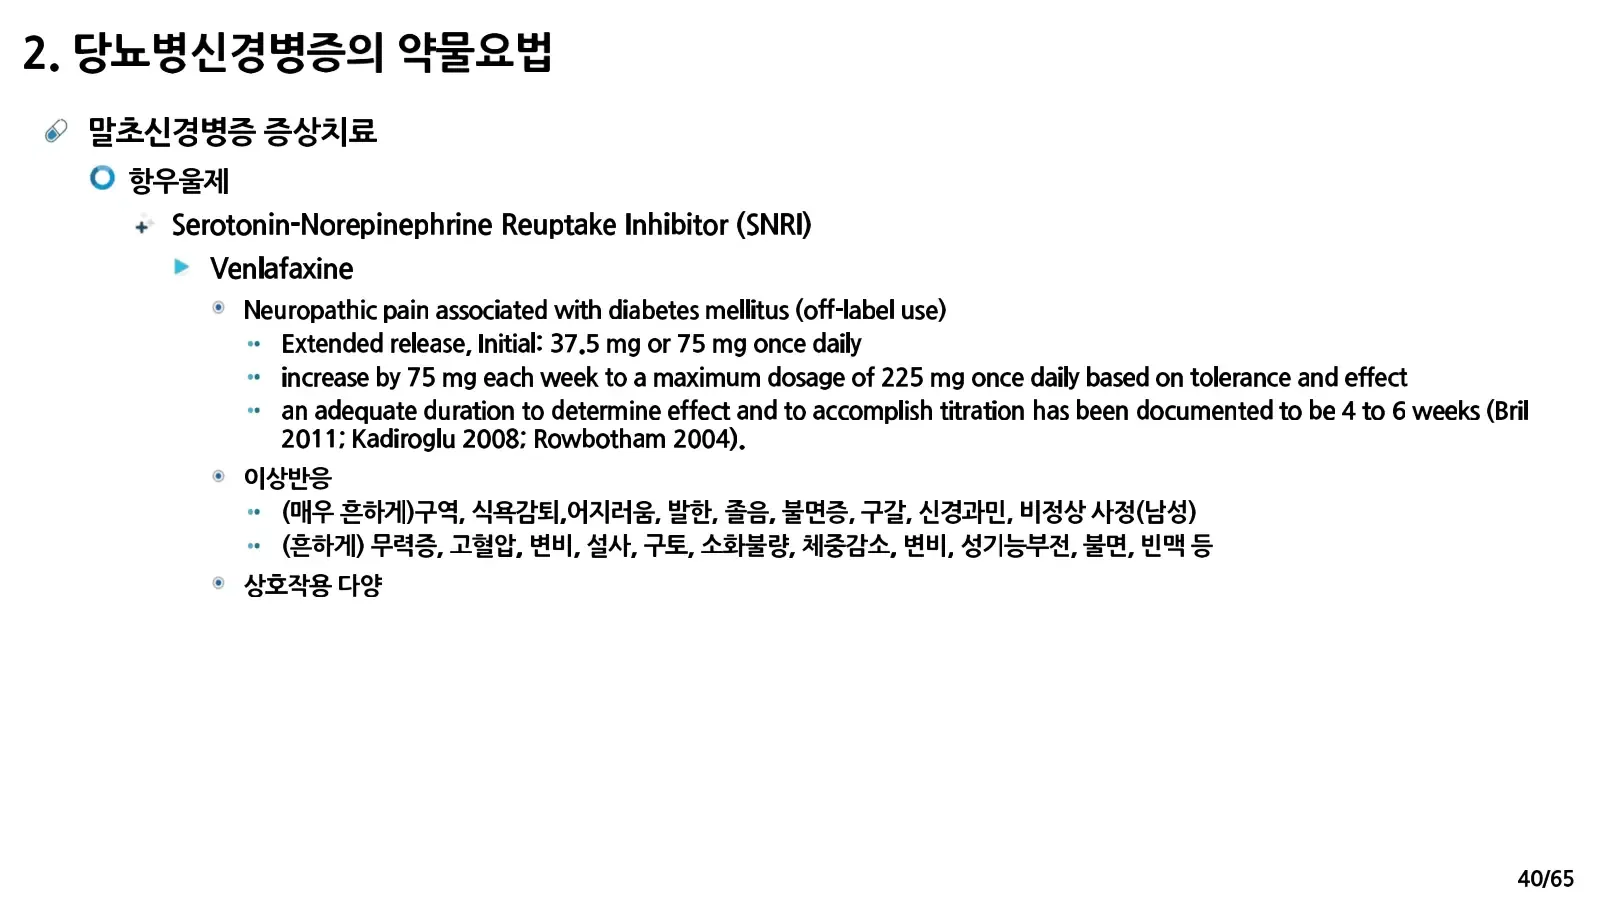 2. 당뇨병신경병증의 약물요법
말초신경병증 증상치료
항우울제
Serotonin-Norepinephrine Reuptake Inhibitor (SNRI)
Venlafaxine
Neuropathic pain associated with diabetes mellitus (off-label use)
Extended release, Initial: 37.5 mg or 75 mg once daily
increase by 75 mg each week to a maximum dosage of 225 mg once daily based on tolerance and effect
an adequate duration to determine effect and to accomplish titration has been documented to be 4 to 6 weeks (Bril
2011; Kadiroglu 2008; Rowbotham 2004).
이상반응
(매우 흔하게)구역, 식욕감퇴,어지러움, 발한, 졸음, 불면증, 구갈, 신경과민, 비정상 사정(남성)
(흔하게) 무력증, 고혈압, 변비, 설사, 구토, 소화불량, 체중감소, 변비, 성기능부전, 불면, 빈맥 등
상호작용 다양
40/65